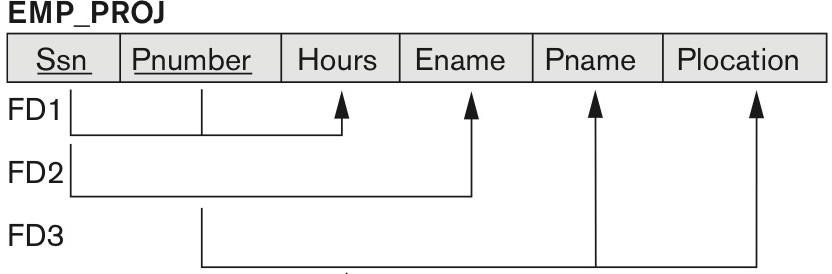 EMP_PROJ
Ssn Pnumber Hours Ename Pname Plocation
FD1
FD2
FD3